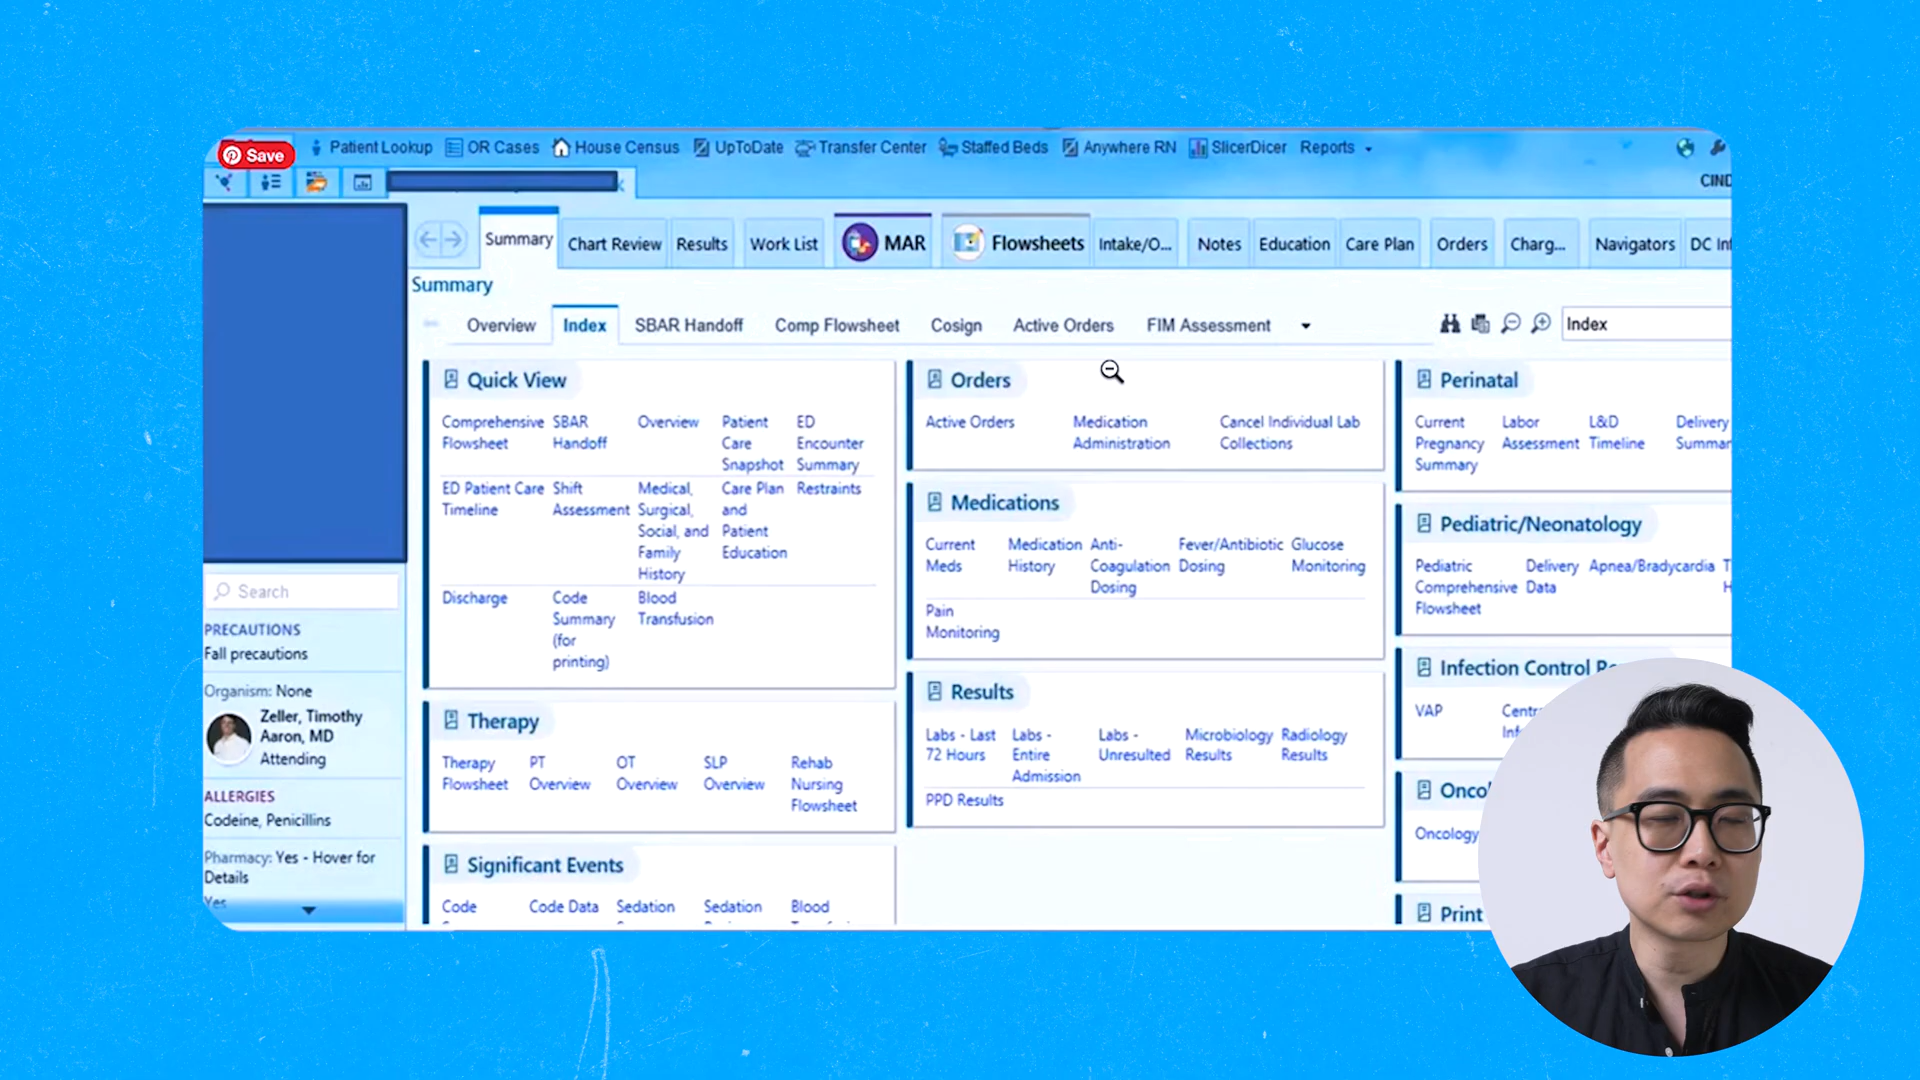 Save
Patient Lookup OR Cases House Census UpToDate Transfer Center Staffed Beds Anywhere RN SlicerDicer Reports
CIND
Summary Chart Review Results Work List MAR Flowsheets Intake/O... Notes Education Care Plan Orders Charg... Navigators DC Inf
Summary
Overview Index SBAR Handoff Comp Flowsheet Cosign Active Orders FIM Assessment Index
Search
PRECAUTIONS
Fall precautions
Organism: None
Zeller, Timothy
Aaron, MD
Attending
ALLERGIES
Codeine, Penicillins
Pharmacy: Yes - Hover for
Details
Yes
Quick View
Comprehensive Flowsheet SBAR Handoff Overview Patient Care Snapshot ED Encounter Summary
ED Patient Care Timeline Shift Assessment Medical, Surgical, Social, and Family History Care Plan and Patient Education Restraints
Discharge Code Summary (for printing) Blood Transfusion
Therapy
Therapy Flowsheet PT Overview OT Overview SLP Overview Rehab Nursing Flowsheet
Significant Events
Code Code Data Sedation Sedation Blood
Orders
Active Orders Medication Administration Cancel Individual Lab Collections
Medications
Current Meds Medication History Anti-Coagulation Dosing Fever/Antibiotic Dosing Glucose Monitoring
Pain Monitoring
Results
Labs - Last 72 Hours Labs - Entire Admission Labs - Unresulted Microbiology Results Radiology Results
PPD Results
Perinatal
Current Pregnancy Summary Labor Assessment L&D Timeline Delivery Summar
Pediatric/Neonatology
Pediatric Comprehensive Flowsheet Delivery Data Apnea/Bradycardia T H
Infection Control Re
VAP Centr Inf
Oncol
Oncology
Print